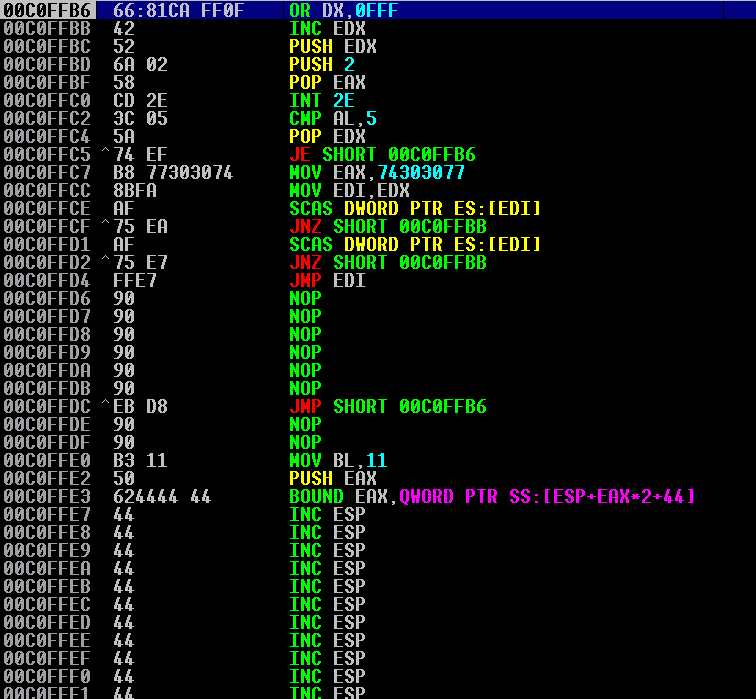 00C0FFB6 66:81CA FF0F OR DX,0FFF
00C0FFBB 42 INC EDX
00C0FFBC 52 PUSH EDX
00C0FFBD 6A 02 PUSH 2
00C0FFBF 58 POP EAX
00C0FFC0 CD 2E INT 2E
00C0FFC2 3C 05 CMP AL,5
00C0FFC4 5A POP EDX
00C0FFC5 ^74 EF JE SHORT 00C0FFB6
00C0FFC7 B8 77303074 MOV EAX,74303077
00C0FFCC 8BFA MOV EDI,EDX
00C0FFCE AF SCAS DWORD PTR ES:[EDI]
00C0FFCF ^75 EA JNZ SHORT 00C0FFBB
00C0FFD1 AF SCAS DWORD PTR ES:[EDI]
00C0FFD2 ^75 E7 JNZ SHORT 00C0FFBB
00C0FFD4 FFE7 JMP EDI
00C0FFD6 90 NOP
00C0FFD7 90 NOP
00C0FFD8 90 NOP
00C0FFD9 90 NOP
00C0FFDA 90 NOP
00C0FFDB 90 NOP
00C0FFDC ^EB D8 JMP SHORT 00C0FFB6
00C0FFDE 90 NOP
00C0FFDF 90 NOP
00C0FFE0 B3 11 MOV BL,11
00C0FFE2 50 PUSH EAX
00C0FFE3 624444 44 BOUND EAX,QWORD PTR SS:[ESP+EAX*2+44]
00C0FFE7 44 INC ESP
00C0FFE8 44 INC ESP
00C0FFE9 44 INC ESP
00C0FFEA 44 INC ESP
00C0FFEB 44 INC ESP
00C0FFEC 44 INC ESP
00C0FFED 44 INC ESP
00C0FFEE 44 INC ESP
00C0FFEF 44 INC ESP
00C0FFF0 44 INC ESP
00C0FFF1 44 INC ESP